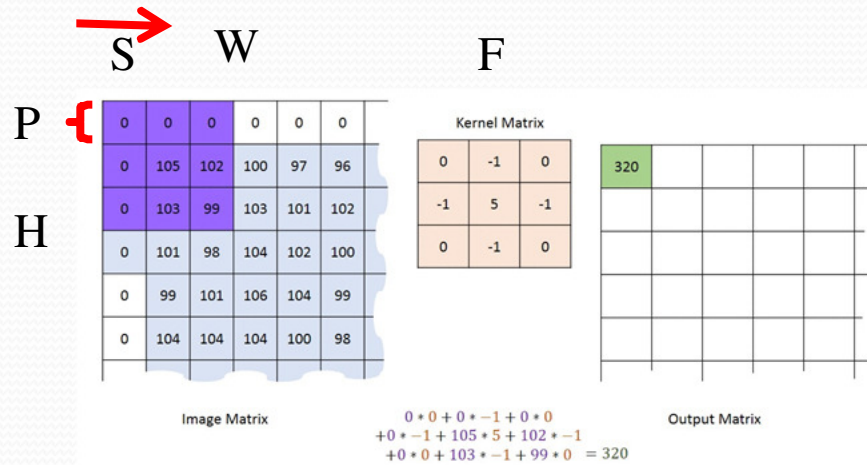 S W F
P
H
Kernel Matrix
0 0 0 0 0 0
0 105 102 100 97 96
0 103 99 103 101 102
0 101 98 104 102 100
0 99 101 106 104 99
0 104 104 104 100 98
0 -1 0
-1 5 -1
0 -1 0
320
Image Matrix
0 * 0 + 0 * -1 + 0 * 0
+0 * -1 + 105 * 5 + 102 * -1
+0 * 0 + 103 * -1 + 99 * 0 = 320
Output Matrix